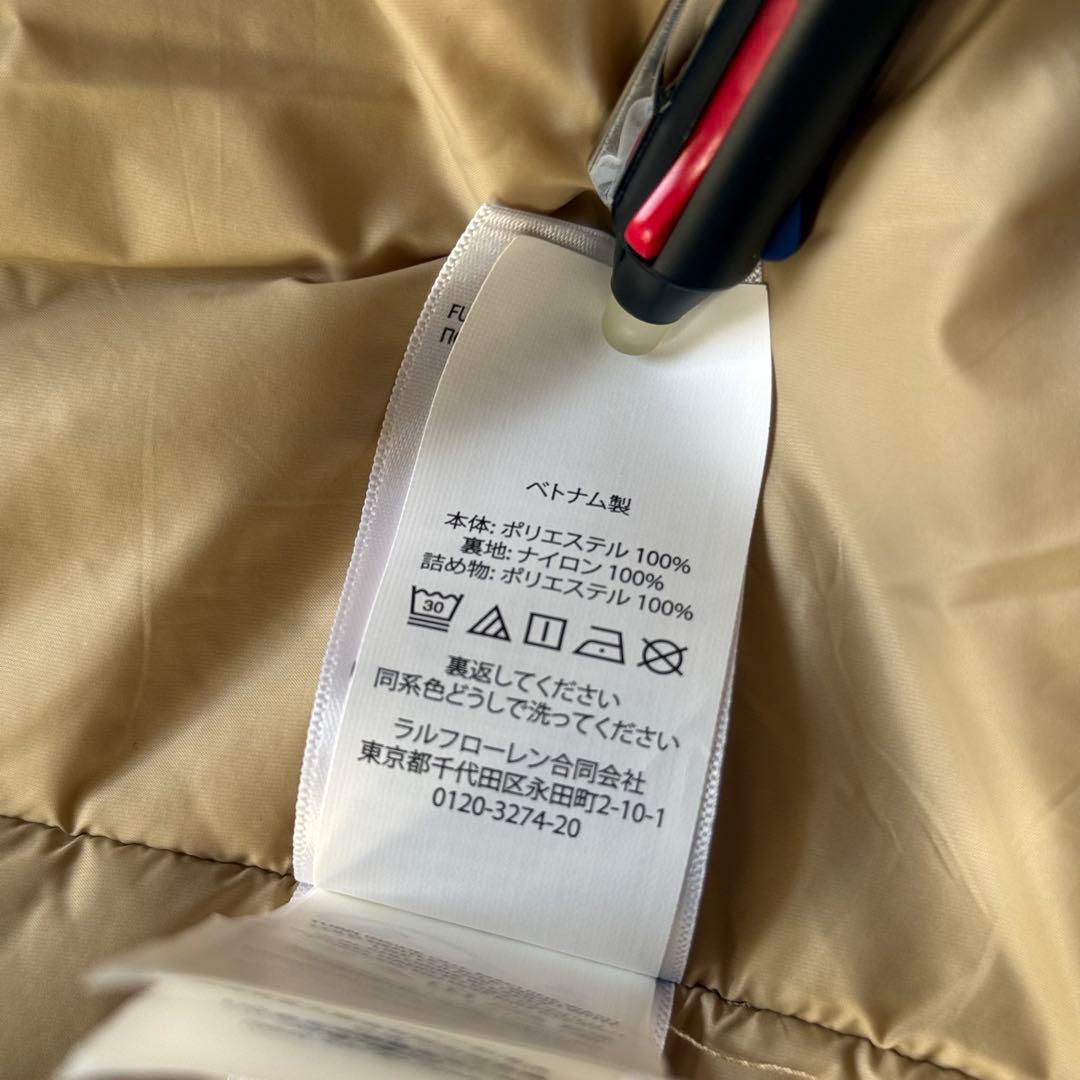 ベトナム製
本体: ポリエステル 100%
裏地: ナイロン 100%
詰め物: ポリエステル 100%
30
裏返してください
同系色どうしで洗ってください
ラルフローレン合同会社
東京都千代田区永田町2-10-1
0120-3274-20